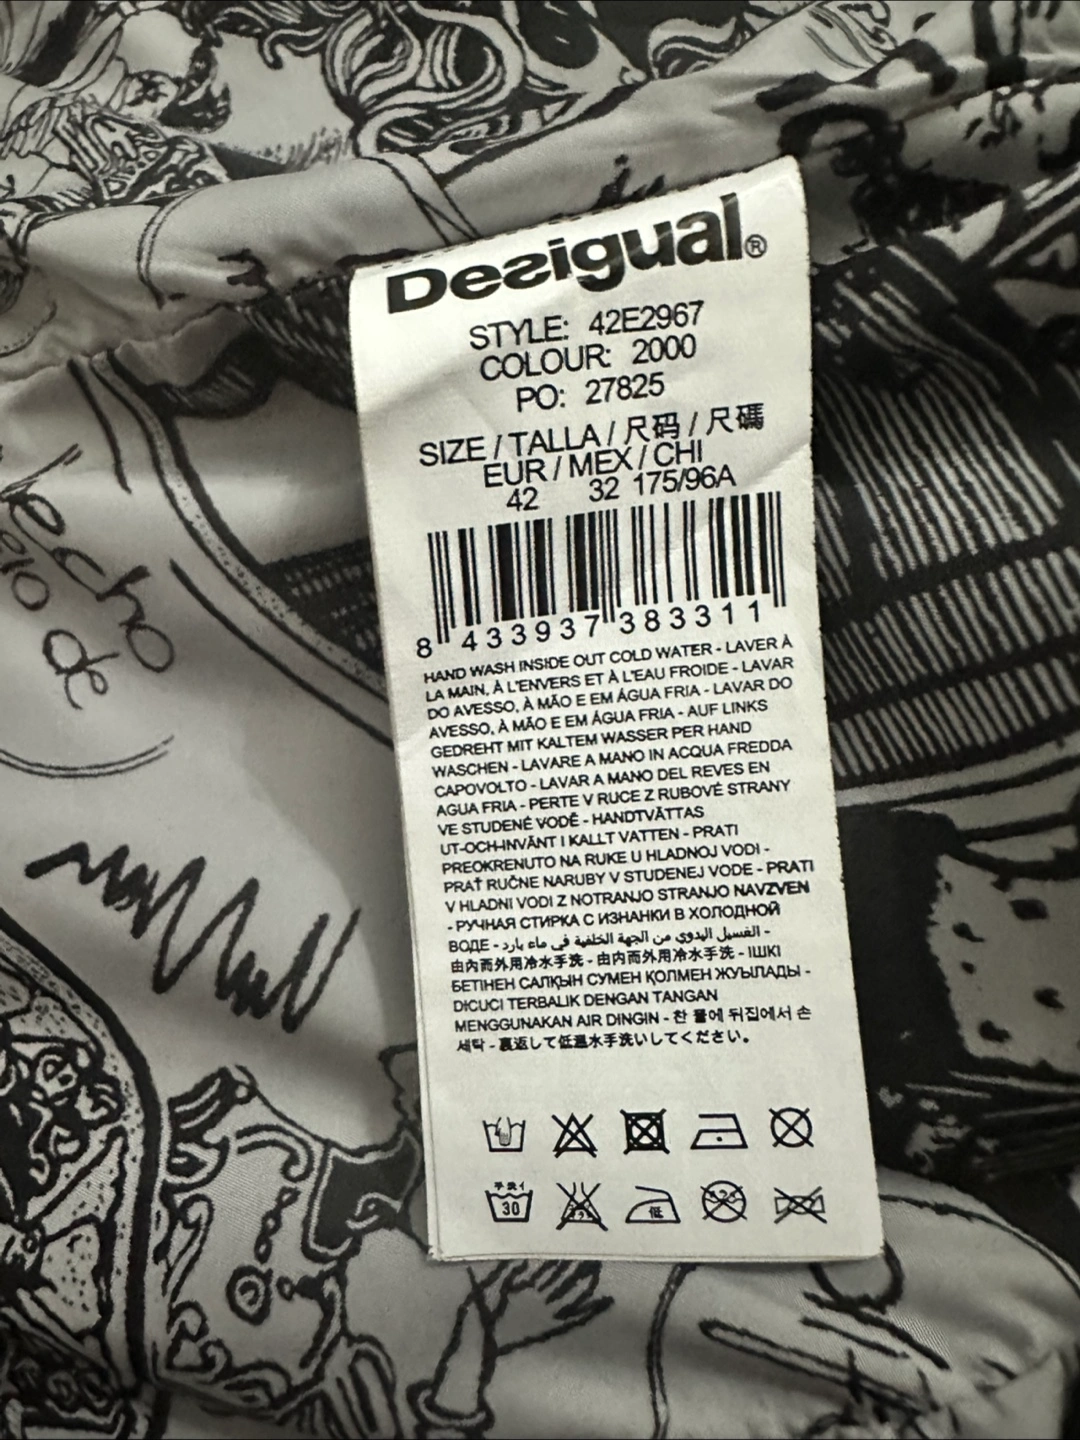 Desigual®
STYLE: 42E2967
COLOUR: 2000
PO: 27825
SIZE / TALLA / 尺码 / 尺碼
EUR / MEX / CHI
42 32 175/96A
8 433937 383311
HAND WASH INSIDE OUT COLD WATER - LAVER À
LA MAIN, À L'ENVERS ET À L'EAU FROIDE - LAVAR
DO AVESSO, À MÃO E EM ÁGUA FRIA - LAVAR DO
AVESSO, À MÃO E EM ÁGUA FRIA - AUF LINKS
GEDREHT MIT KALTEM WASSER PER HAND
WASCHEN - LAVARE A MANO IN ACQUA FREDDA
CAPOVOLTO - LAVAR A MANO DEL REVES EN
AGUA FRIA - PERTE V RUCE Z RUBOVÉ STRANY
VE STUDENÉ VODĚ - HANDTVÄTTAS
UT-OCH-INVÄNT I KALLT VATTEN - PRATI
PREOKRENUTO NA RUKE U HLADNOJ VODI -
PRAŤ RUČNE NARUBY V STUDENEJ VODE - PRATI
V HLADNI VODI Z NOTRANJO STRANJO NAVZVEN
- РУЧНАЯ СТИРКА С ИЗНАНКИ В ХОЛОДНОЙ
ВОДЕ - الغسيل اليدوي من الجهة الخلفية في ماء بارد -
由内而外用冷水手洗 - 由內而外用冷水手洗 - ІШКІ
БЕТІНЕН САЛҚЫН СУМЕН ҚОЛМЕН ЖУЫЛАДЫ -
DICUCI TERBALIK DENGAN TANGAN
MENGGUNAKAN AIR DINGIN - 찬 물에 뒤집에서 손
세탁 - 裏返して低温水手洗いしてください。
手洗イ
30
低
echo
de